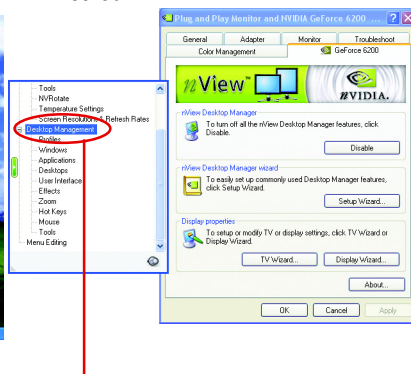 Plug and Play Monitor and NVIDIA GeForce 6200 ...
General Adapter Monitor Troubleshoot
Color Management GeForce 6200
nView
nVIDIA.
nView Desktop Manager
To turn off all the nView Desktop Manager features, click
Disable.
Disable
nView Desktop Manager wizard
To easily set up commonly used Desktop Manager features,
click Setup Wizard.
Setup Wizard...
Display properties
To setup or modify TV or display settings, click TV Wizard or
Display Wizard.
TV Wizard... Display Wizard...
About...
OK Cancel Apply
Tools
NVRotate
Temperature Settings
Screen Resolutions & Refresh Rates
Desktop Management
Profiles
Windows
Applications
Desktops
User Interface
Effects
Zoom
Hot Keys
Mouse
Tools
Menu Editing